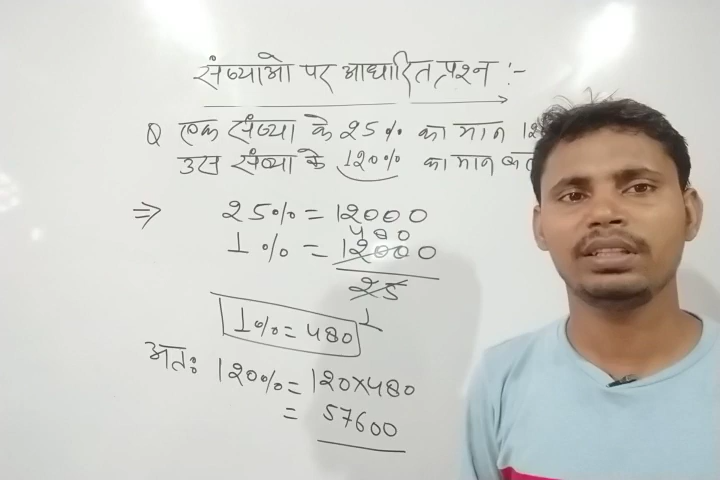 संख्याओ पर आधारित प्रश्न :-
Q एक संख्या के 25% का मान
उस संख्या के 120% का मान
⇒ 25% = 12000
480
1% = 12000
25
1
1% = 480
अतः 120% = 120×480
= 57600